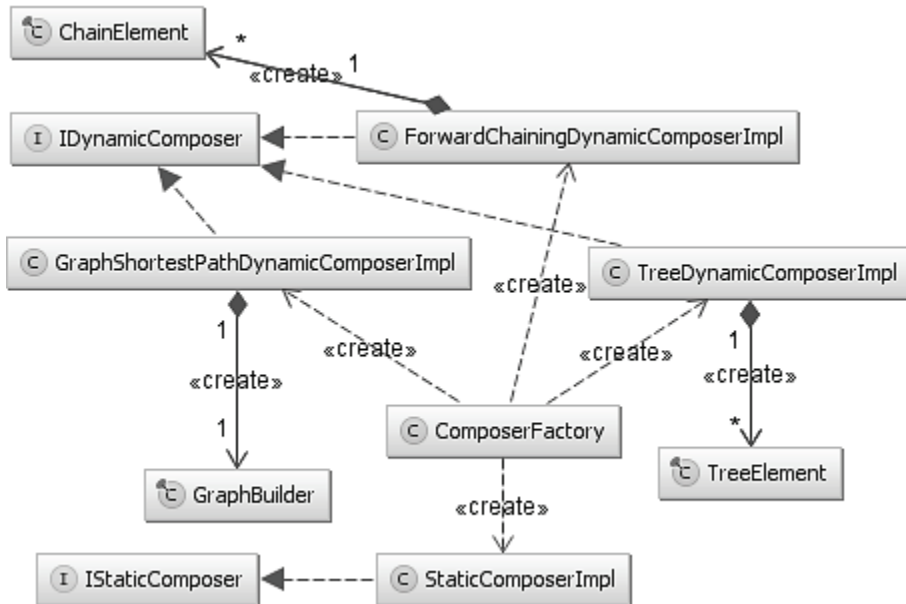 C ChainElement
*
1
«create»
I IDynamicComposer
C ForwardChainingDynamicComposerImpl
C GraphShortestPathDynamicComposerImpl
C TreeDynamicComposerImpl
«create»
1
«create»
«create»
1
«create»
«create»
1
C ComposerFactory
*
C GraphBuilder
C TreeElement
«create»
I IStaticComposer
C StaticComposerImpl